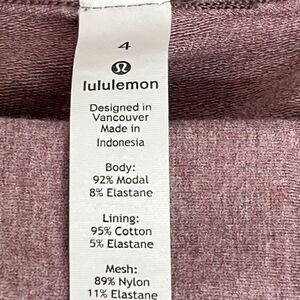 4
lululemon
Designed in
Vancouver
Made in
Indonesia
Body:
92% Modal
8% Elastane
Lining:
95% Cotton
5% Elastane
Mesh:
89% Nylon
11% Elastane